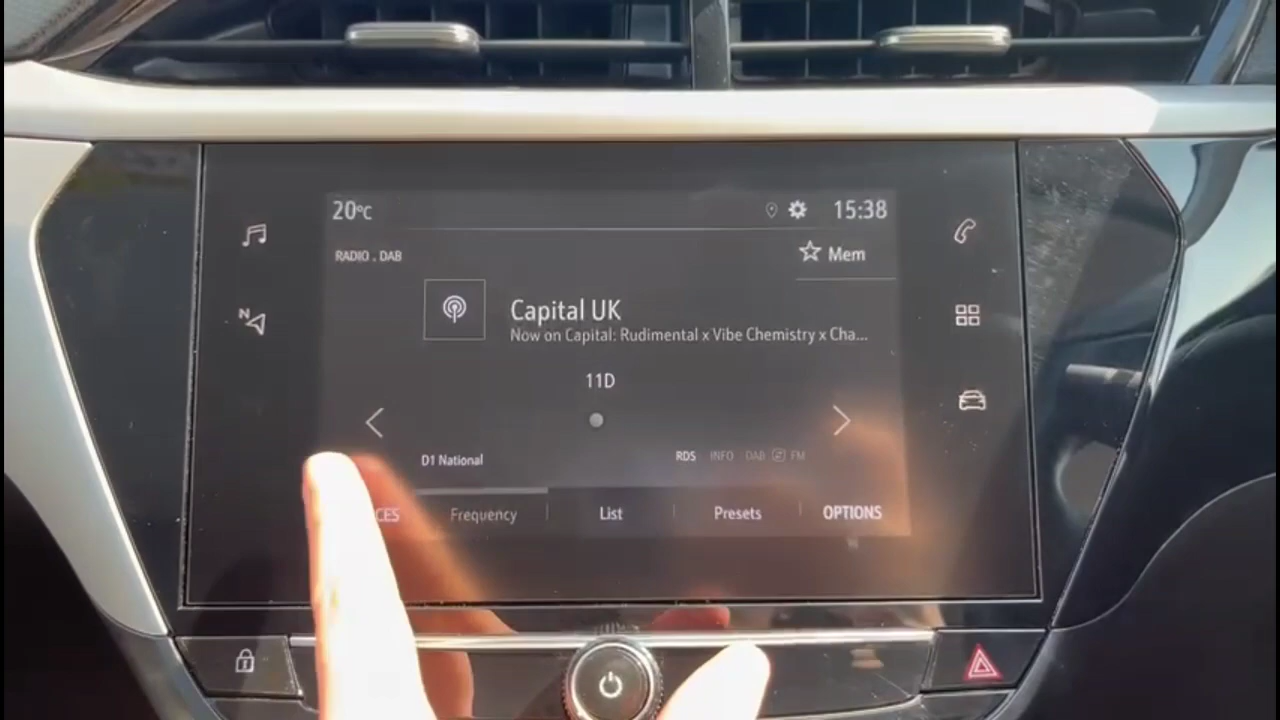 20°C
15:38
RADIO . DAB
Mem
Capital UK
Now on Capital: Rudimental x Vibe Chemistry x Cha...
N
11D
D1 National
RDS INFO DAB FM
CES Frequency List Presets OPTIONS